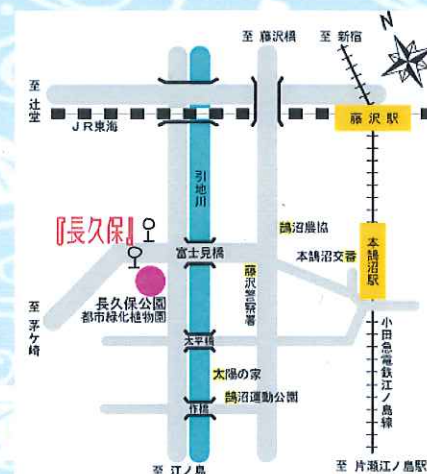 N
至 藤沢橋
至 新宿
至 辻堂
JR東海
藤沢駅
引地川
『長久保』
鵠沼農協
富士見橋
本鵠沼交番
本鵠沼駅
藤沢警察署
長久保公園
都市緑化植物園
至 茅ケ崎
太平橋
小田急電鉄江ノ島線
太陽の家
鵠沼運動公園
作橋
至 江ノ島
至 片瀬江ノ島駅